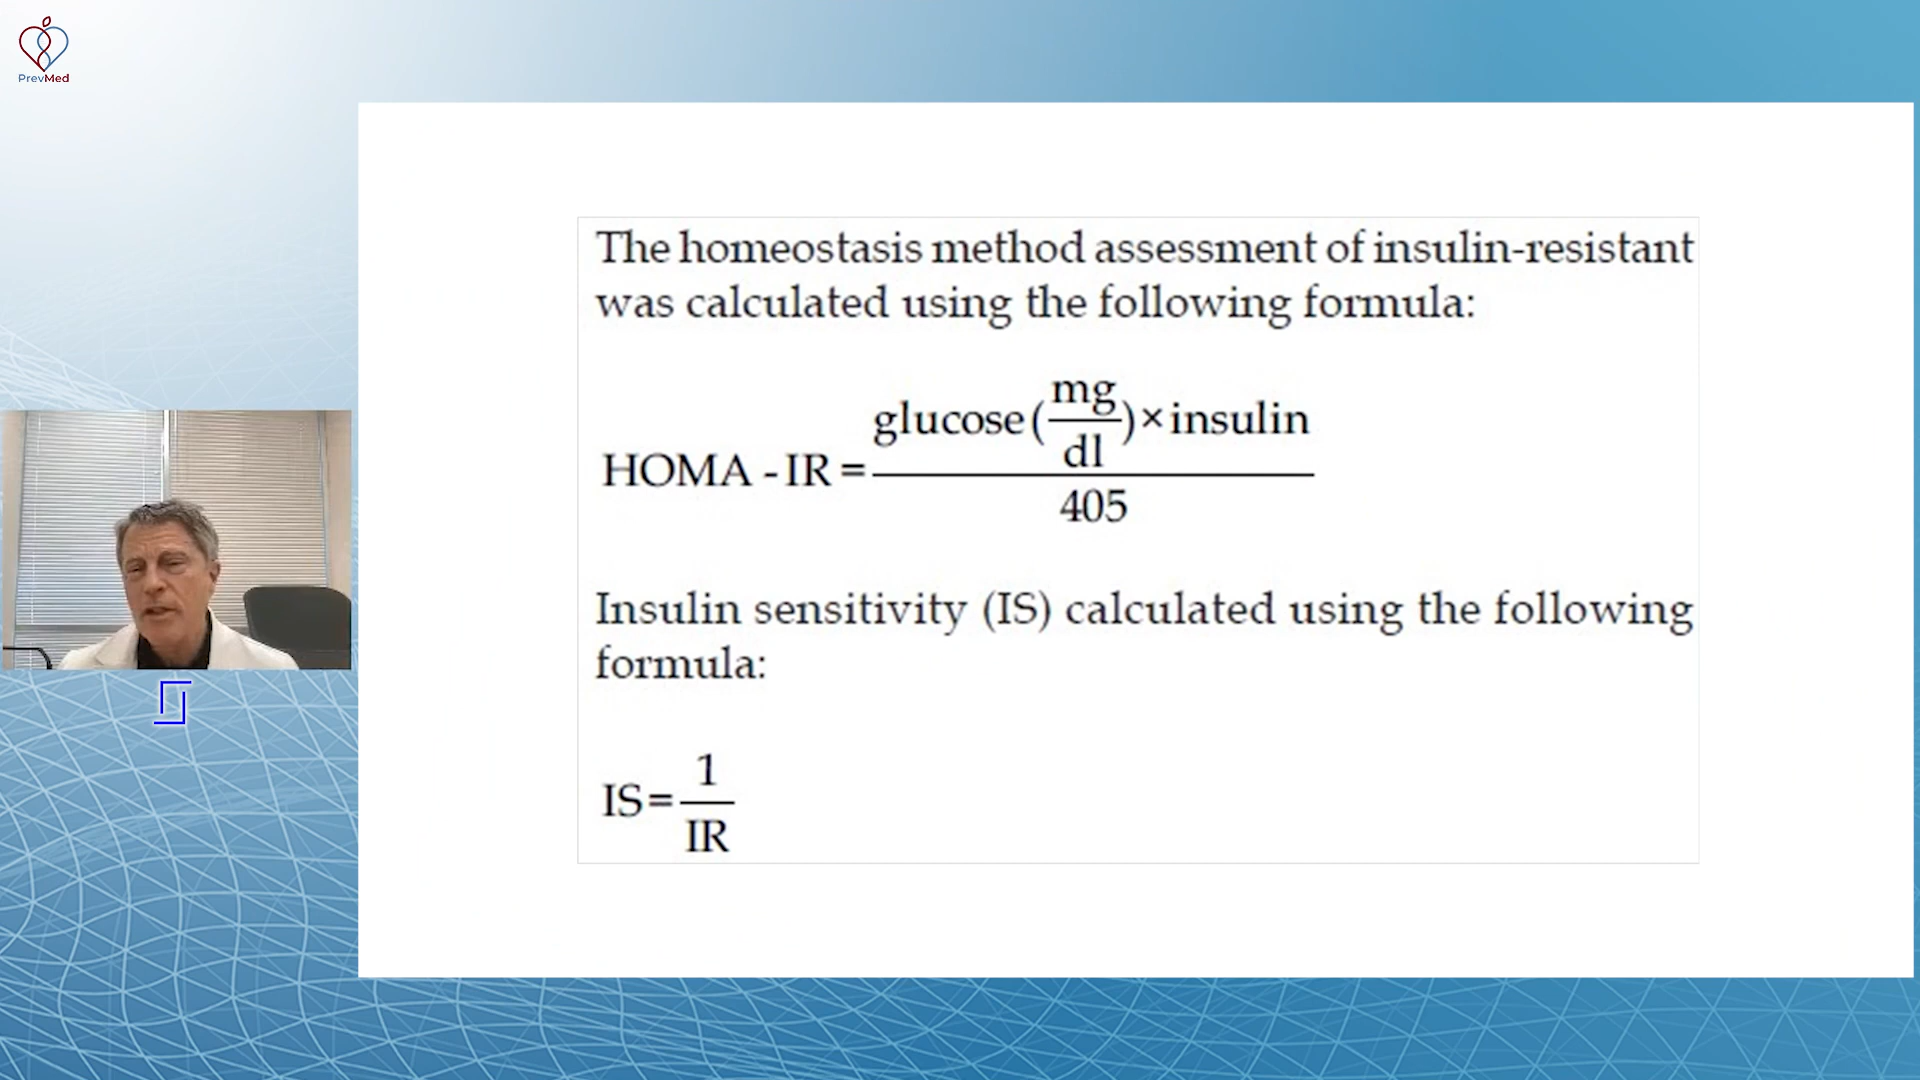 PrevMed
The homeostasis method assessment of insulin-resistant
was calculated using the following formula:
HOMA - IR = glucose (mg/dl) × insulin / 405
Insulin sensitivity (IS) calculated using the following
formula:
IS = 1/IR